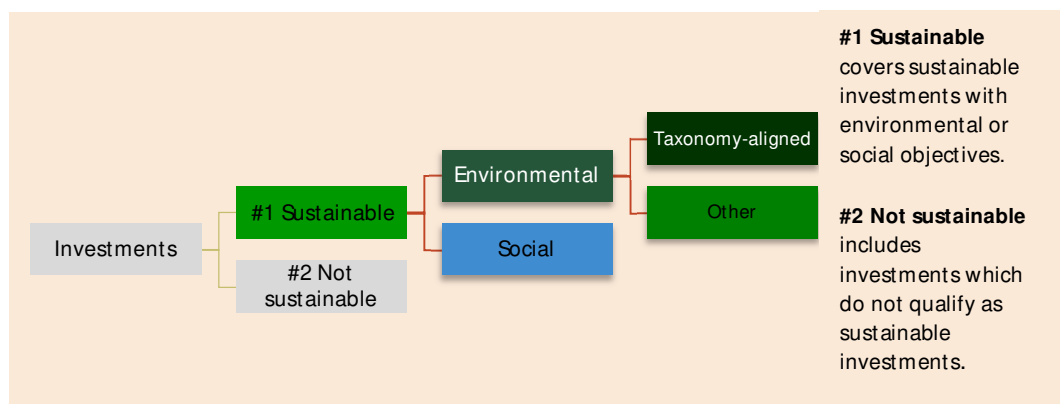 Investments
#1 Sustainable
#2 Not
sustainable
Environmental
Social
Taxonomy-aligned
Other
#1 Sustainable
covers sustainable
investments with
environmental or
social objectives.
#2 Not sustainable
includes
investments which
do not qualify as
sustainable
investments.